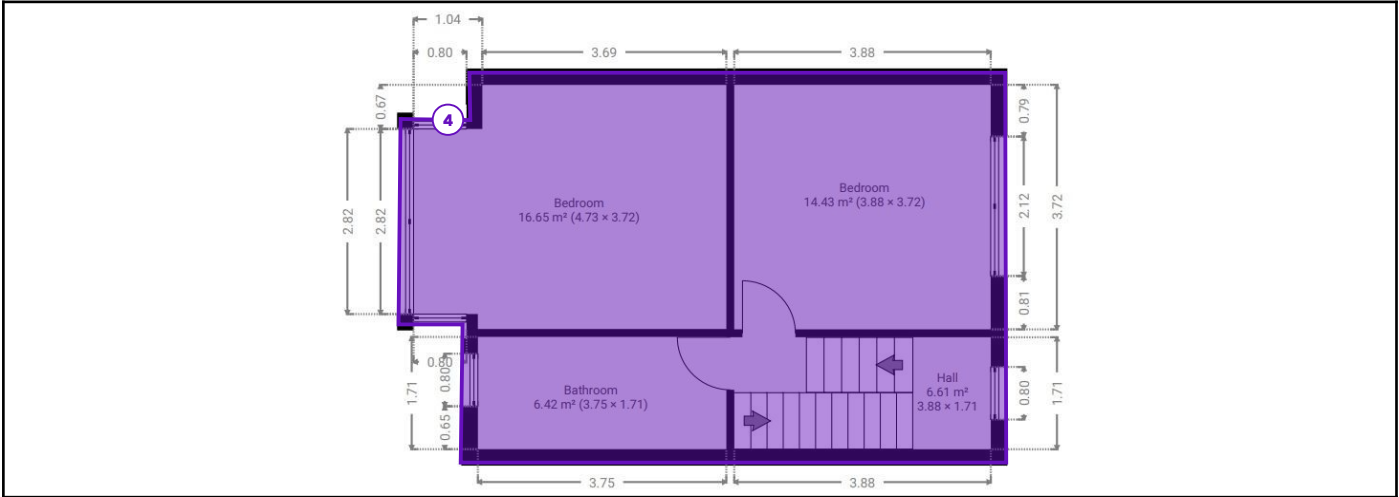 1.04
0.80
3.69
3.88
0.67
4
0.79
2.82
2.82
Bedroom
16.65 m² (4.73 × 3.72)
Bedroom
14.43 m² (3.88 × 3.72)
2.12
3.72
0.81
0.80
1.71
0.80
0.65
Bathroom
6.42 m² (3.75 × 1.71)
Hall
6.61 m²
3.88 × 1.71
0.80
1.71
3.75
3.88